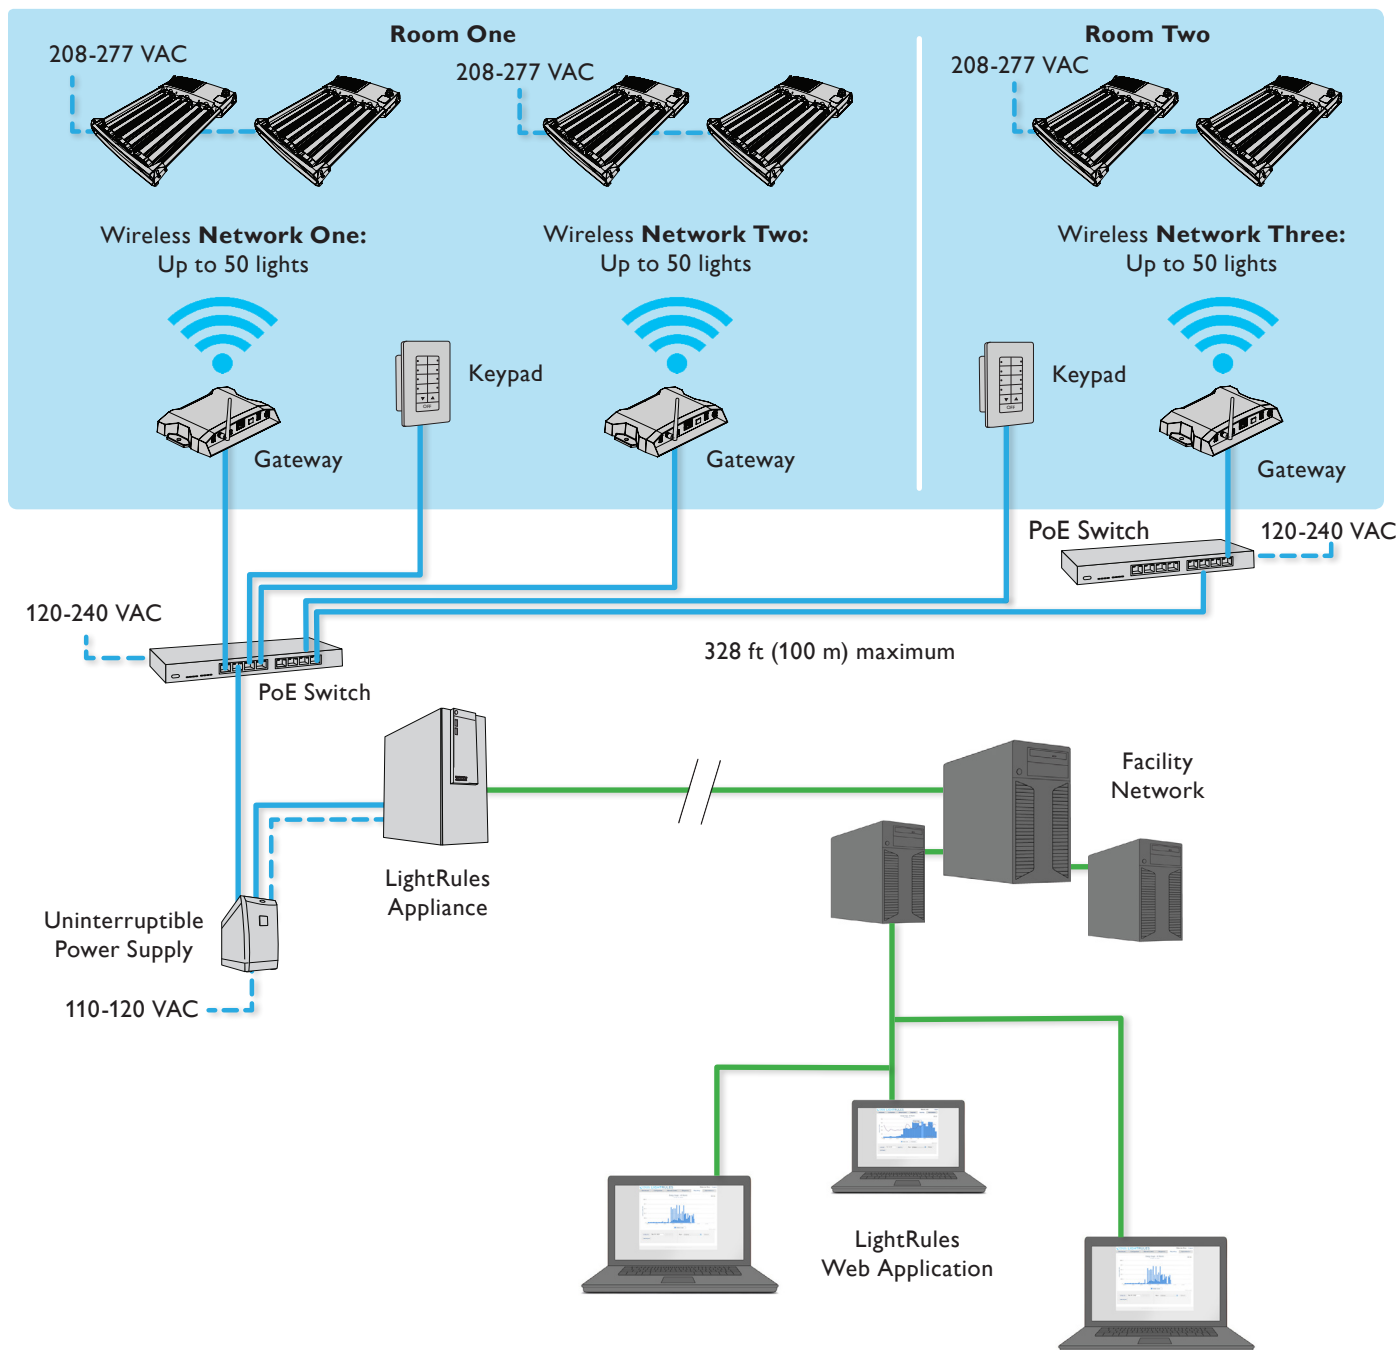 Room One
Room Two
208-277 VAC
208-277 VAC
208-277 VAC
Wireless Network One:
Up to 50 lights
Wireless Network Two:
Up to 50 lights
Wireless Network Three:
Up to 50 lights
Keypad
Keypad
Gateway
Gateway
Gateway
PoE Switch
120-240 VAC
120-240 VAC
328 ft (100 m) maximum
PoE Switch
Facility
Network
LightRules
Appliance
Uninterruptible
Power Supply
110-120 VAC
LightRules
Web Application